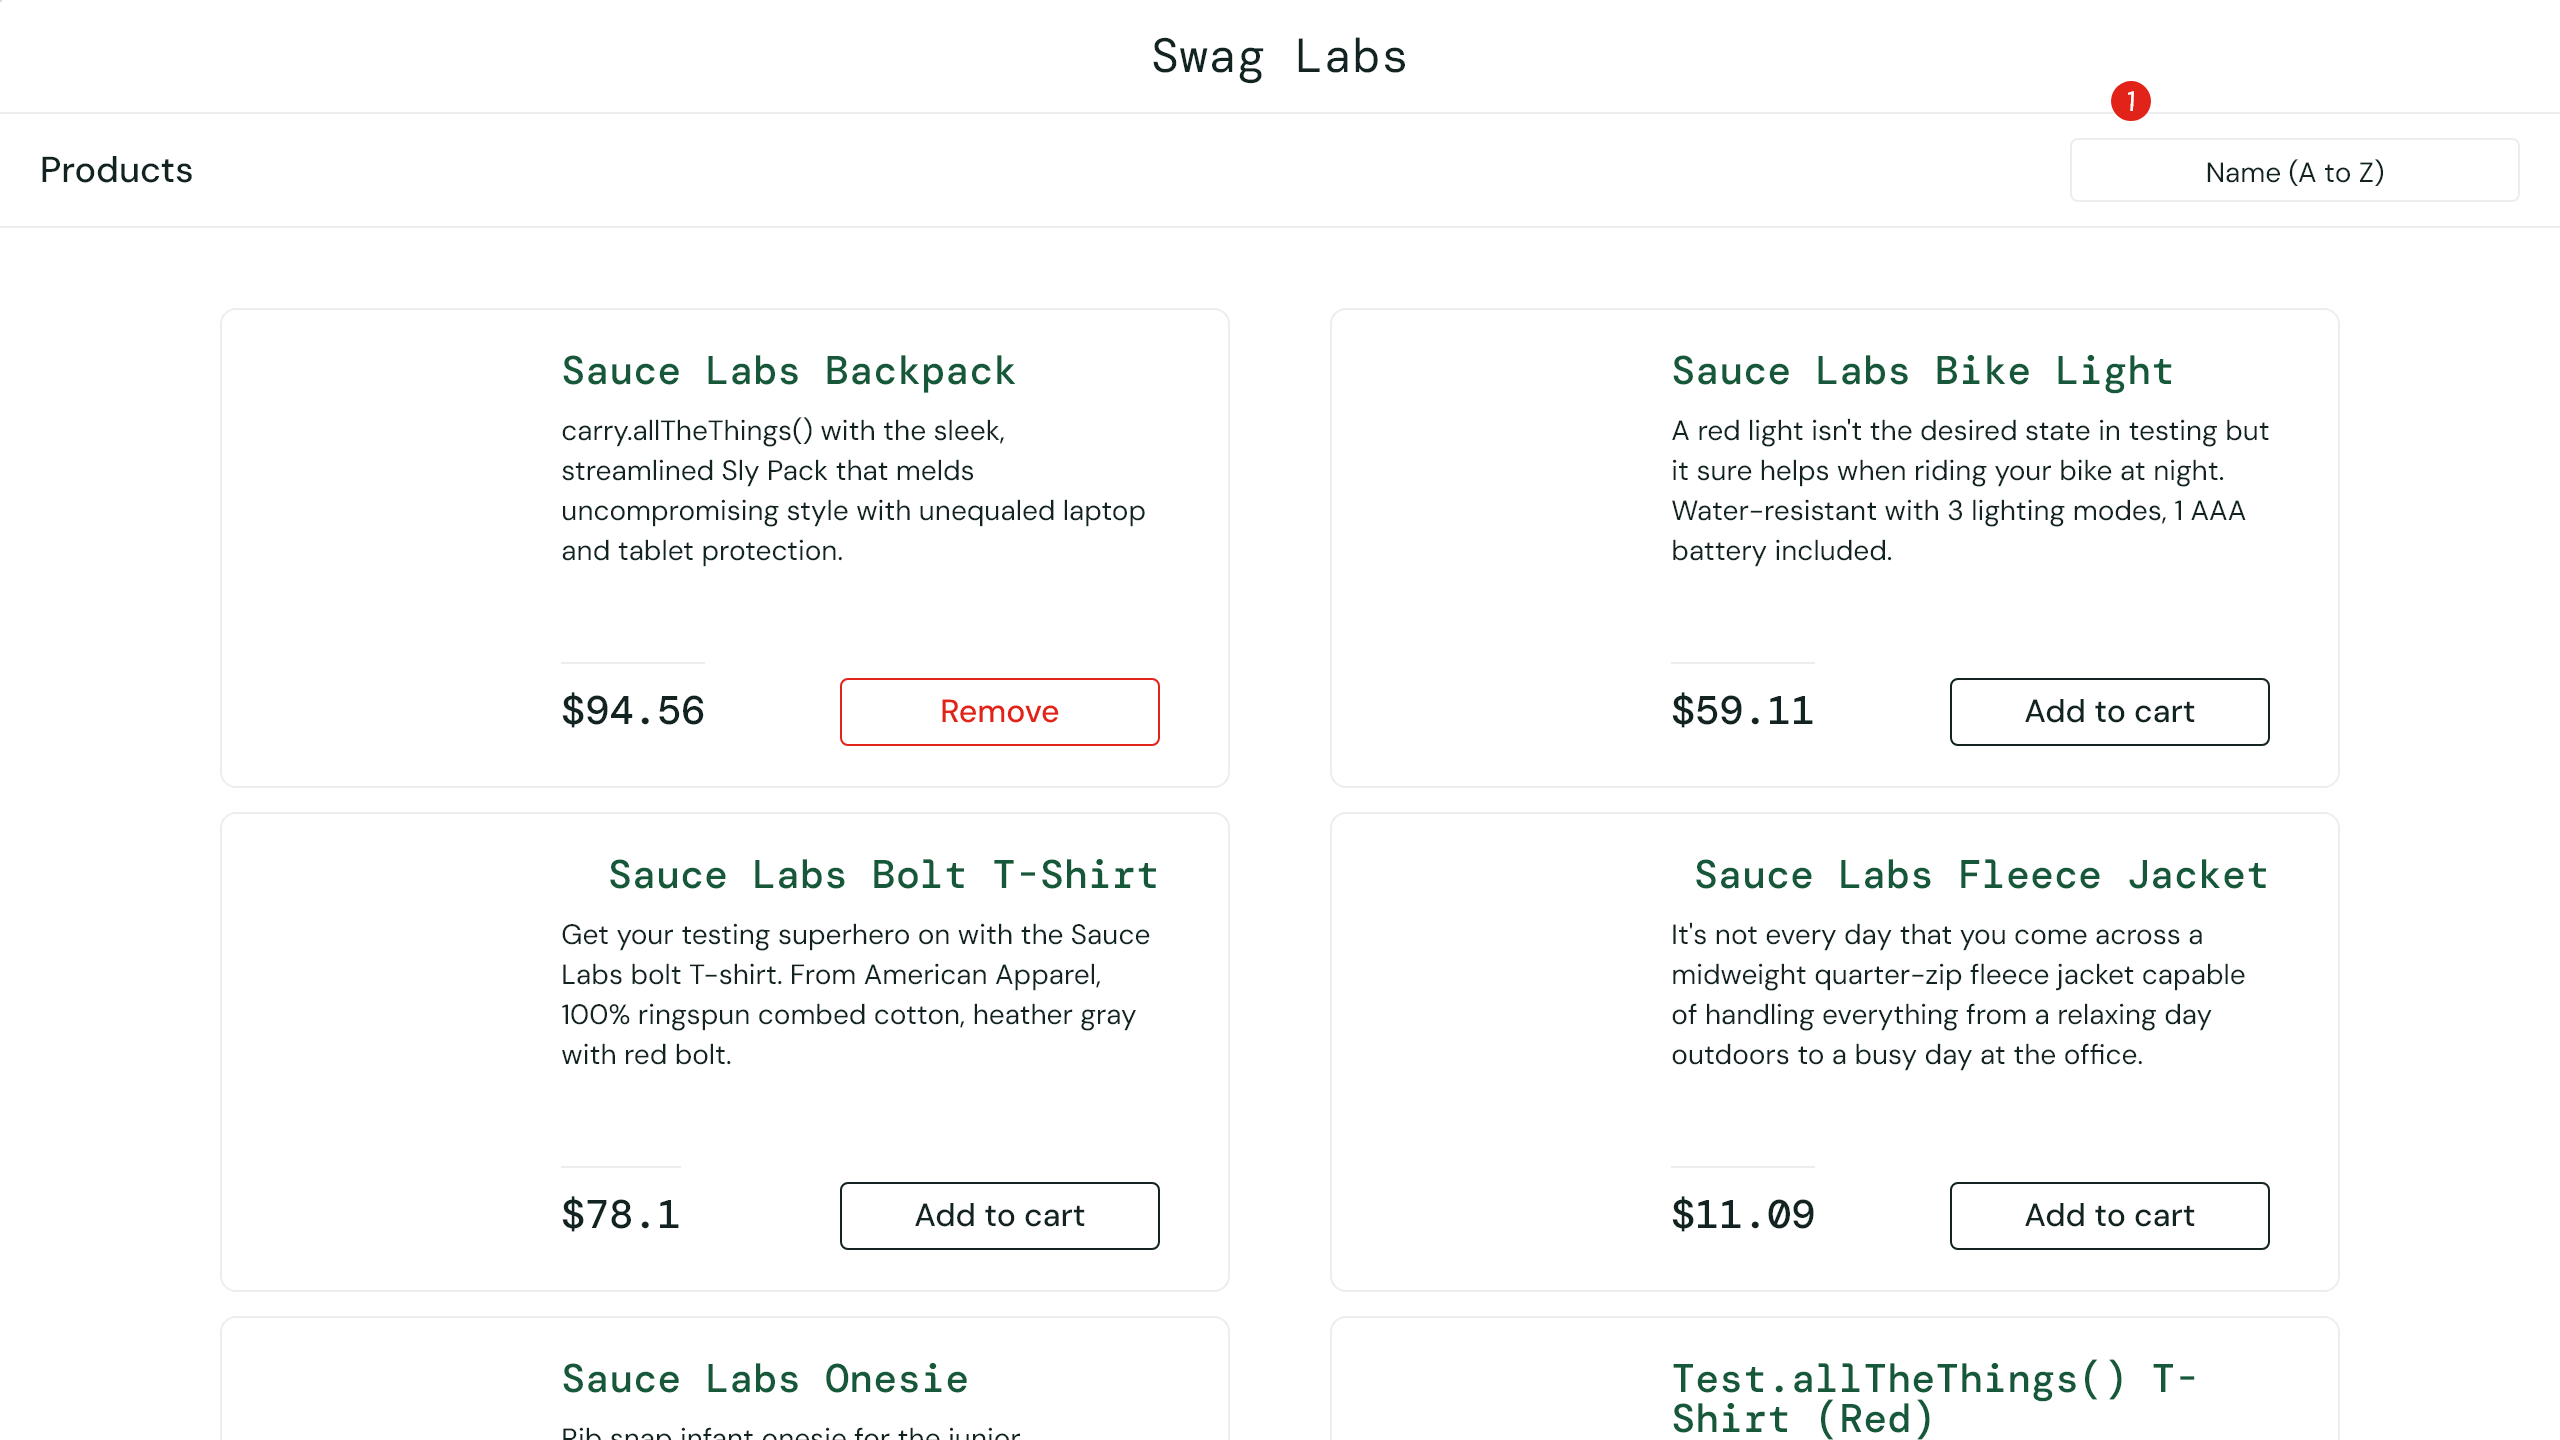 Swag Labs
1
Products
Name (A to Z)
Sauce Labs Backpack
carry.allTheThings() with the sleek,
streamlined Sly Pack that melds
uncompromising style with unequaled laptop
and tablet protection.
$94.56
Remove
Sauce Labs Bike Light
A red light isn't the desired state in testing but
it sure helps when riding your bike at night.
Water-resistant with 3 lighting modes, 1 AAA
battery included.
$59.11
Add to cart
Sauce Labs Bolt T-Shirt
Get your testing superhero on with the Sauce
Labs bolt T-shirt. From American Apparel,
100% ringspun combed cotton, heather gray
with red bolt.
$78.1
Add to cart
Sauce Labs Fleece Jacket
It's not every day that you come across a
midweight quarter-zip fleece jacket capable
of handling everything from a relaxing day
outdoors to a busy day at the office.
$11.09
Add to cart
Sauce Labs Onesie
Rib snap infant onesie for the junior
Test.allTheThings() T-
Shirt (Red)